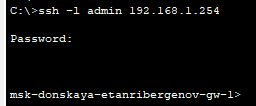 C:\>ssh -l admin 192.168.1.254
Password:
msk-donskaya-etanribergenov-gw-1>